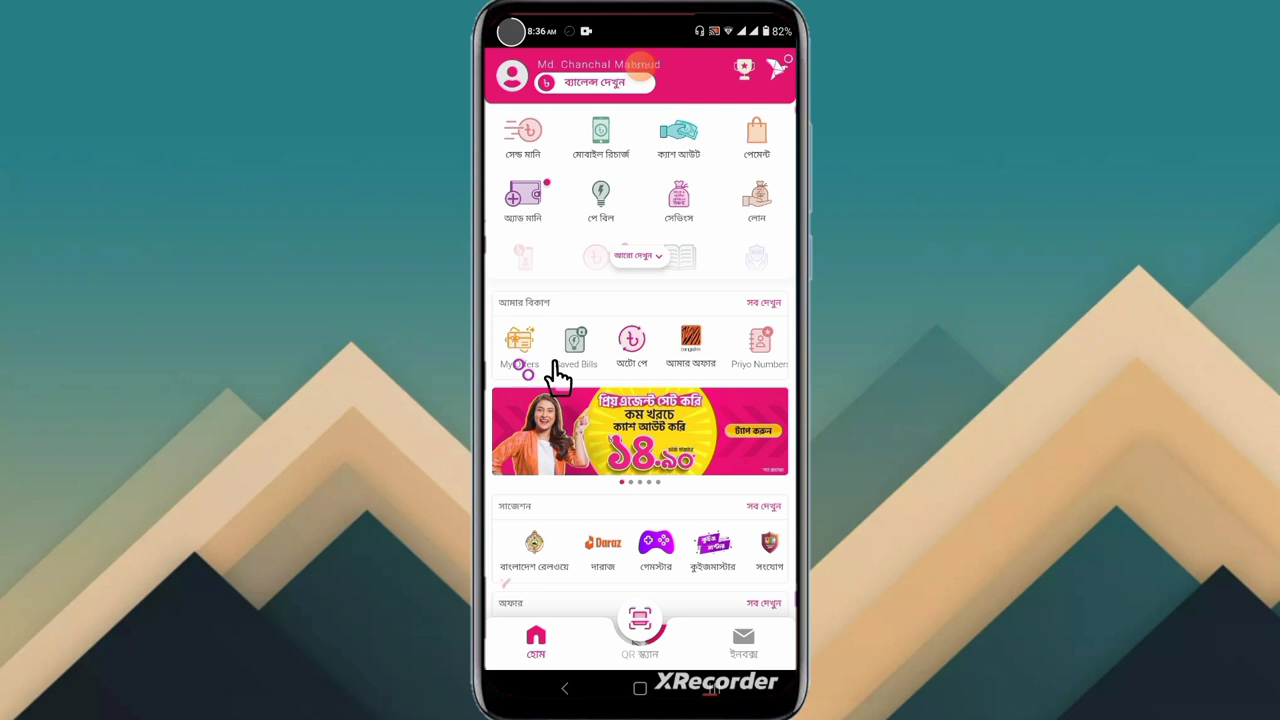 8:36 AM
82%
Md. Chanchal Mahmud
ব্যালেন্স দেখুন
সেন্ড মানি
মোবাইল রিচার্জ
ক্যাশ আউট
পেমেন্ট
অ্যাড মানি
পে বিল
সেভিংস
লোন
আরো দেখুন
আমার বিকাশ
সব দেখুন
Saved Bills
অটো পে
আমার অফার
Priyo Numbers
প্রিয় এজেন্ট সেট করি
কম খরচে
ক্যাশ আউট করি
১৪.৯০
ট্যাপ করুন
সাজেশন
সব দেখুন
বাংলাদেশ রেলওয়ে
দারাজ
গেমস্টার
কুইজমাস্টার
সংযোগ
Daraz
কুইজ
মাস্টার
অফার
সব দেখুন
হোম
QR স্ক্যান
ইনবক্স
XRecorder